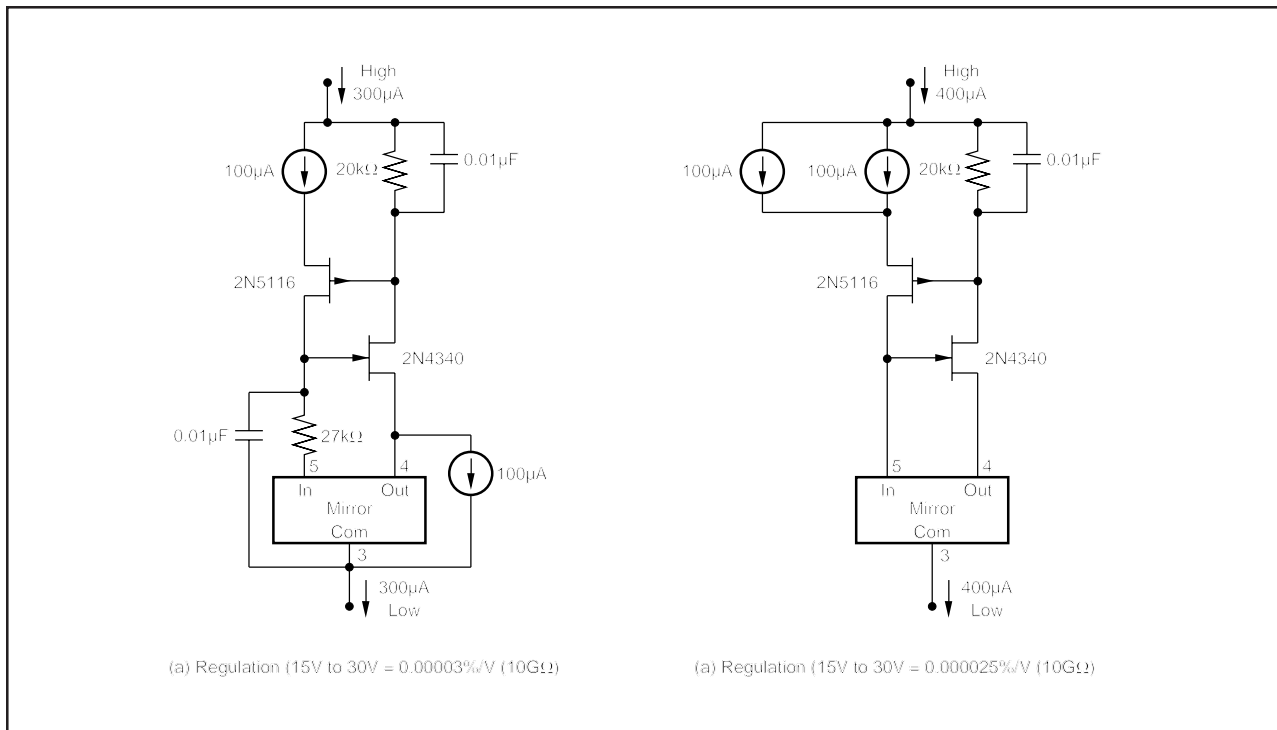 High
300µA
100µA
20kΩ
0.01µF
2N5116
2N4340
0.01µF
27kΩ
5
4
100µA
In
Out
Mirror
Com
3
300µA
Low
(a) Regulation (15V to 30V = 0.00003%/V (10GΩ)
High
400µA
100µA
100µA
20kΩ
0.01µF
2N5116
2N4340
5
4
In
Out
Mirror
Com
3
400µA
Low
(a) Regulation (15V to 30V = 0.000025%/V (10GΩ)